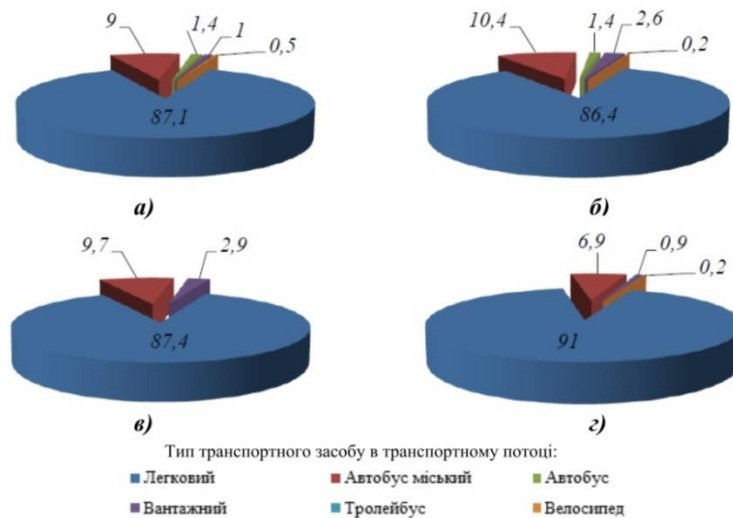 9 1,4 1 0,5
87,1
а)
10,4 1,4 2,6 0,2
86,4
б)
9,7 2,9
87,4
в)
6,9 0,9 0,2
91
г)
Тип транспортного засобу в транспортному потоці:
Легковий Автобус міський Автобус
Вантажний Тролейбус Велосипед